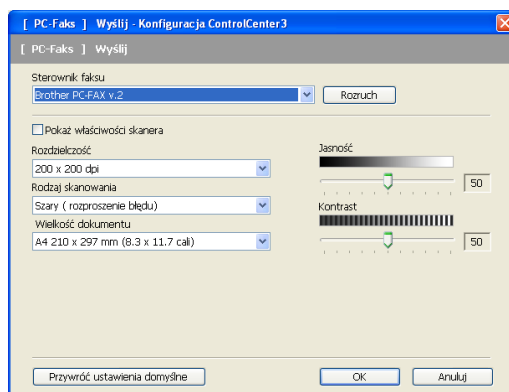 [ PC-Faks ] Wyślij - Konfiguracja ControlCenter3
[ PC-Faks ] Wyślij
Sterownik faksu
Brother PC-FAX v.2
Rozruch
Pokaż właściwości skanera
Rozdzielczość
200 x 200 dpi
Rodzaj skanowania
Szary ( rozproszenie błędu)
Wielkość dokumentu
A4 210 x 297 mm (8.3 x 11.7 cali)
Jasność
50
Kontrast
50
Przywróć ustawienia domyślne
OK
Anuluj